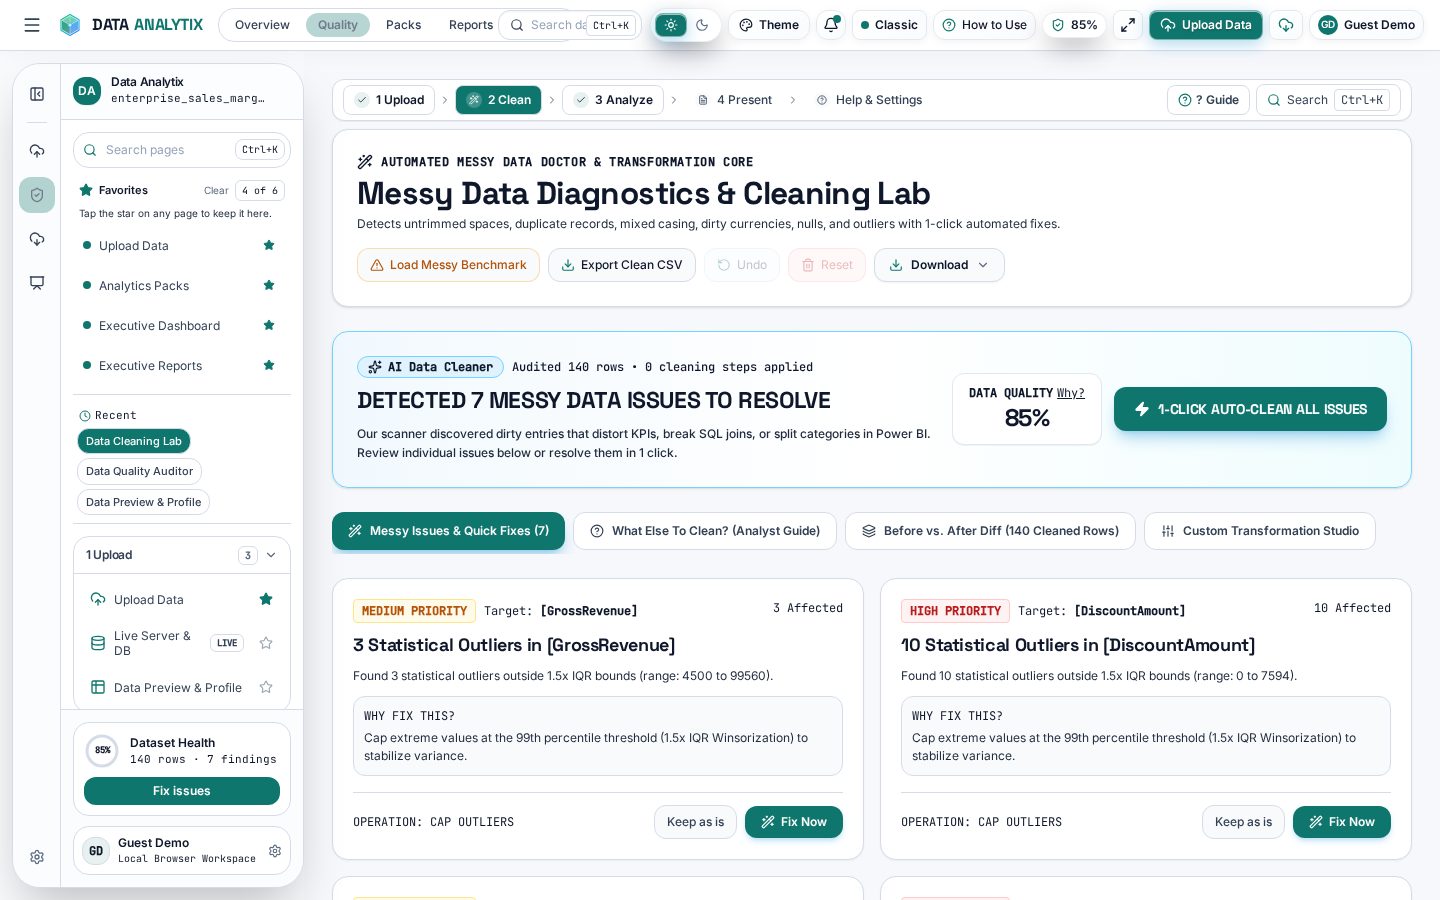 DATA ANALYTIX
Overview
Quality
Packs
Reports
Search da
Ctrl+K
Theme
Classic
How to Use
85%
Upload Data
GD
Guest Demo
DA
Data Analytix
enterprise_sales_marg…
Search pages
Ctrl+K
Favorites
Clear
4 of 6
Tap the star on any page to keep it here.
Upload Data
Analytics Packs
Executive Dashboard
Executive Reports
Recent
Data Cleaning Lab
Data Quality Auditor
Data Preview & Profile
1 Upload
3
Upload Data
Live Server &
DB
LIVE
Data Preview & Profile
85%
Dataset Health
140 rows · 7 findings
Fix issues
GD
Guest Demo
Local Browser Workspace
1 Upload
2 Clean
3 Analyze
4 Present
Help & Settings
? Guide
Search
Ctrl+K
AUTOMATED MESSY DATA DOCTOR & TRANSFORMATION CORE
Messy Data Diagnostics & Cleaning Lab
Detects untrimmed spaces, duplicate records, mixed casing, dirty currencies, nulls, and outliers with 1-click automated fixes.
Load Messy Benchmark
Export Clean CSV
Undo
Reset
Download
AI Data Cleaner
Audited 140 rows • 0 cleaning steps applied
DETECTED 7 MESSY DATA ISSUES TO RESOLVE
Our scanner discovered dirty entries that distort KPIs, break SQL joins, or split categories in Power BI.
Review individual issues below or resolve them in 1 click.
DATA QUALITY Why?
85%
1-CLICK AUTO-CLEAN ALL ISSUES
Messy Issues & Quick Fixes (7)
What Else To Clean? (Analyst Guide)
Before vs. After Diff (140 Cleaned Rows)
Custom Transformation Studio
MEDIUM PRIORITY
Target: [GrossRevenue]
3 Affected
3 Statistical Outliers in [GrossRevenue]
Found 3 statistical outliers outside 1.5x IQR bounds (range: 4500 to 99560).
WHY FIX THIS?
Cap extreme values at the 99th percentile threshold (1.5x IQR Winsorization) to
stabilize variance.
OPERATION: CAP OUTLIERS
Keep as is
Fix Now
HIGH PRIORITY
Target: [DiscountAmount]
10 Affected
10 Statistical Outliers in [DiscountAmount]
Found 10 statistical outliers outside 1.5x IQR bounds (range: 0 to 7594).
WHY FIX THIS?
Cap extreme values at the 99th percentile threshold (1.5x IQR Winsorization) to
stabilize variance.
OPERATION: CAP OUTLIERS
Keep as is
Fix Now